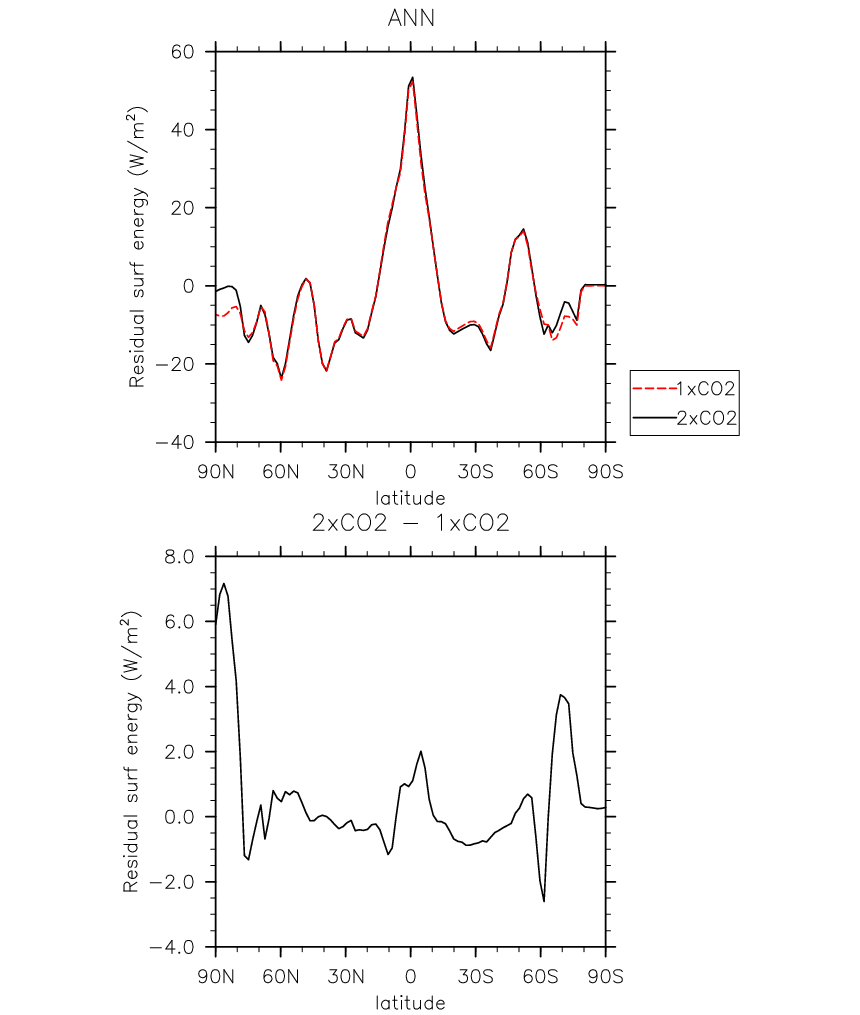 ANN
Residual surf energy (W/m²)
60
40
20
0
−20
−40
90N 60N 30N 0 30S 60S 90S
latitude
1xCO2
2xCO2
2xCO2 − 1xCO2
Residual surf energy (W/m²)
8.0
6.0
4.0
2.0
0.0
−2.0
−4.0
90N 60N 30N 0 30S 60S 90S
latitude